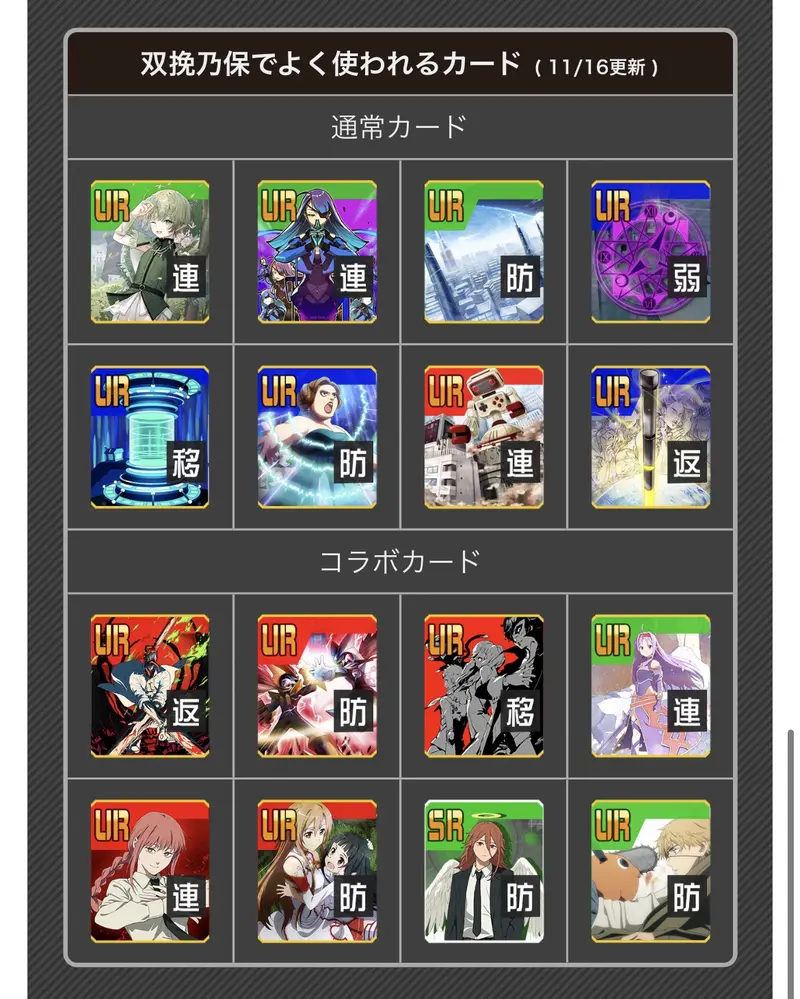 双挽乃保でよく使われるカード ( 11/16更新 )
通常カード
UR UR UR UR
連 連 防 弱
UR UR UR UR
移 防 連 返
コラボカード
UR UR UR UR
返 防 移 連
UR UR SR UR
連 防 防 防